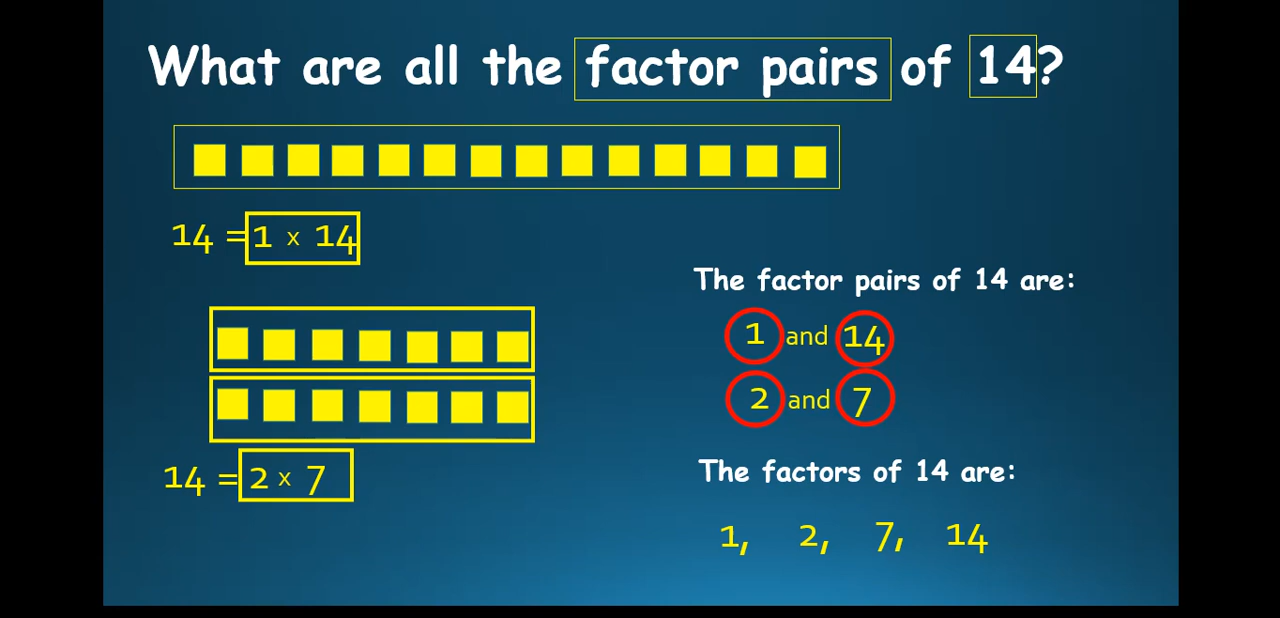 What are all the factor pairs of 14?
14 = 1 x 14
14 = 2 x 7
The factor pairs of 14 are:
1 and 14
2 and 7
The factors of 14 are:
1, 2, 7, 14